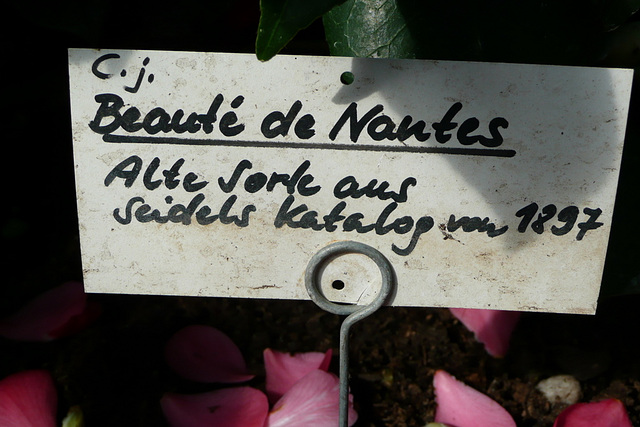 C.j.
Beauté de Nantes
Alte Sorte aus
Seidels Katalog von 1897